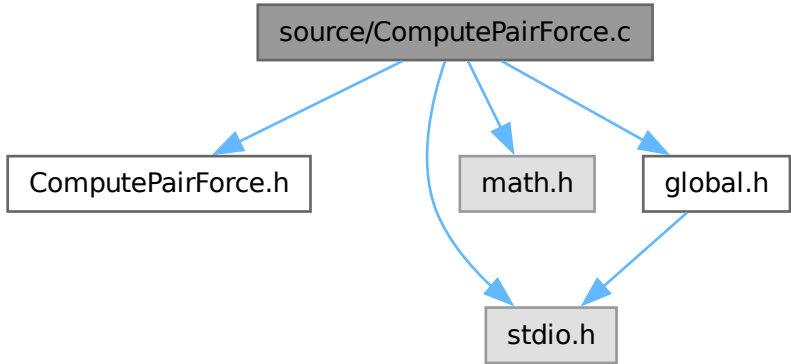 source/ComputePairForce.c
ComputePairForce.h
math.h
global.h
stdio.h